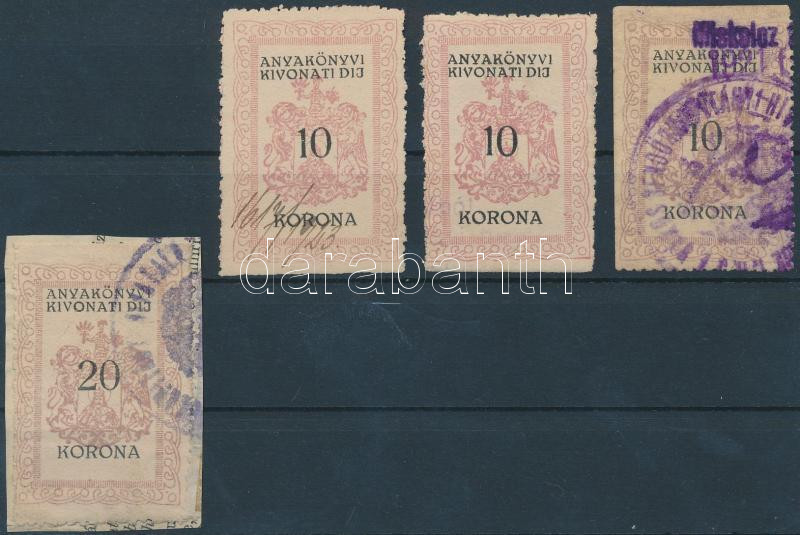 ANYAKÖNYVI
KIVONATI DIJ
10
KORONA
ANYAKÖNYVI
KIVONATI DIJ
10
KORONA
Miskolcz
ANYAKÖNYVI
KIVONATI DIJ
10
KORONA
darabanth
ANYAKÖNYVI
KIVONATI DIJ
20
KORONA